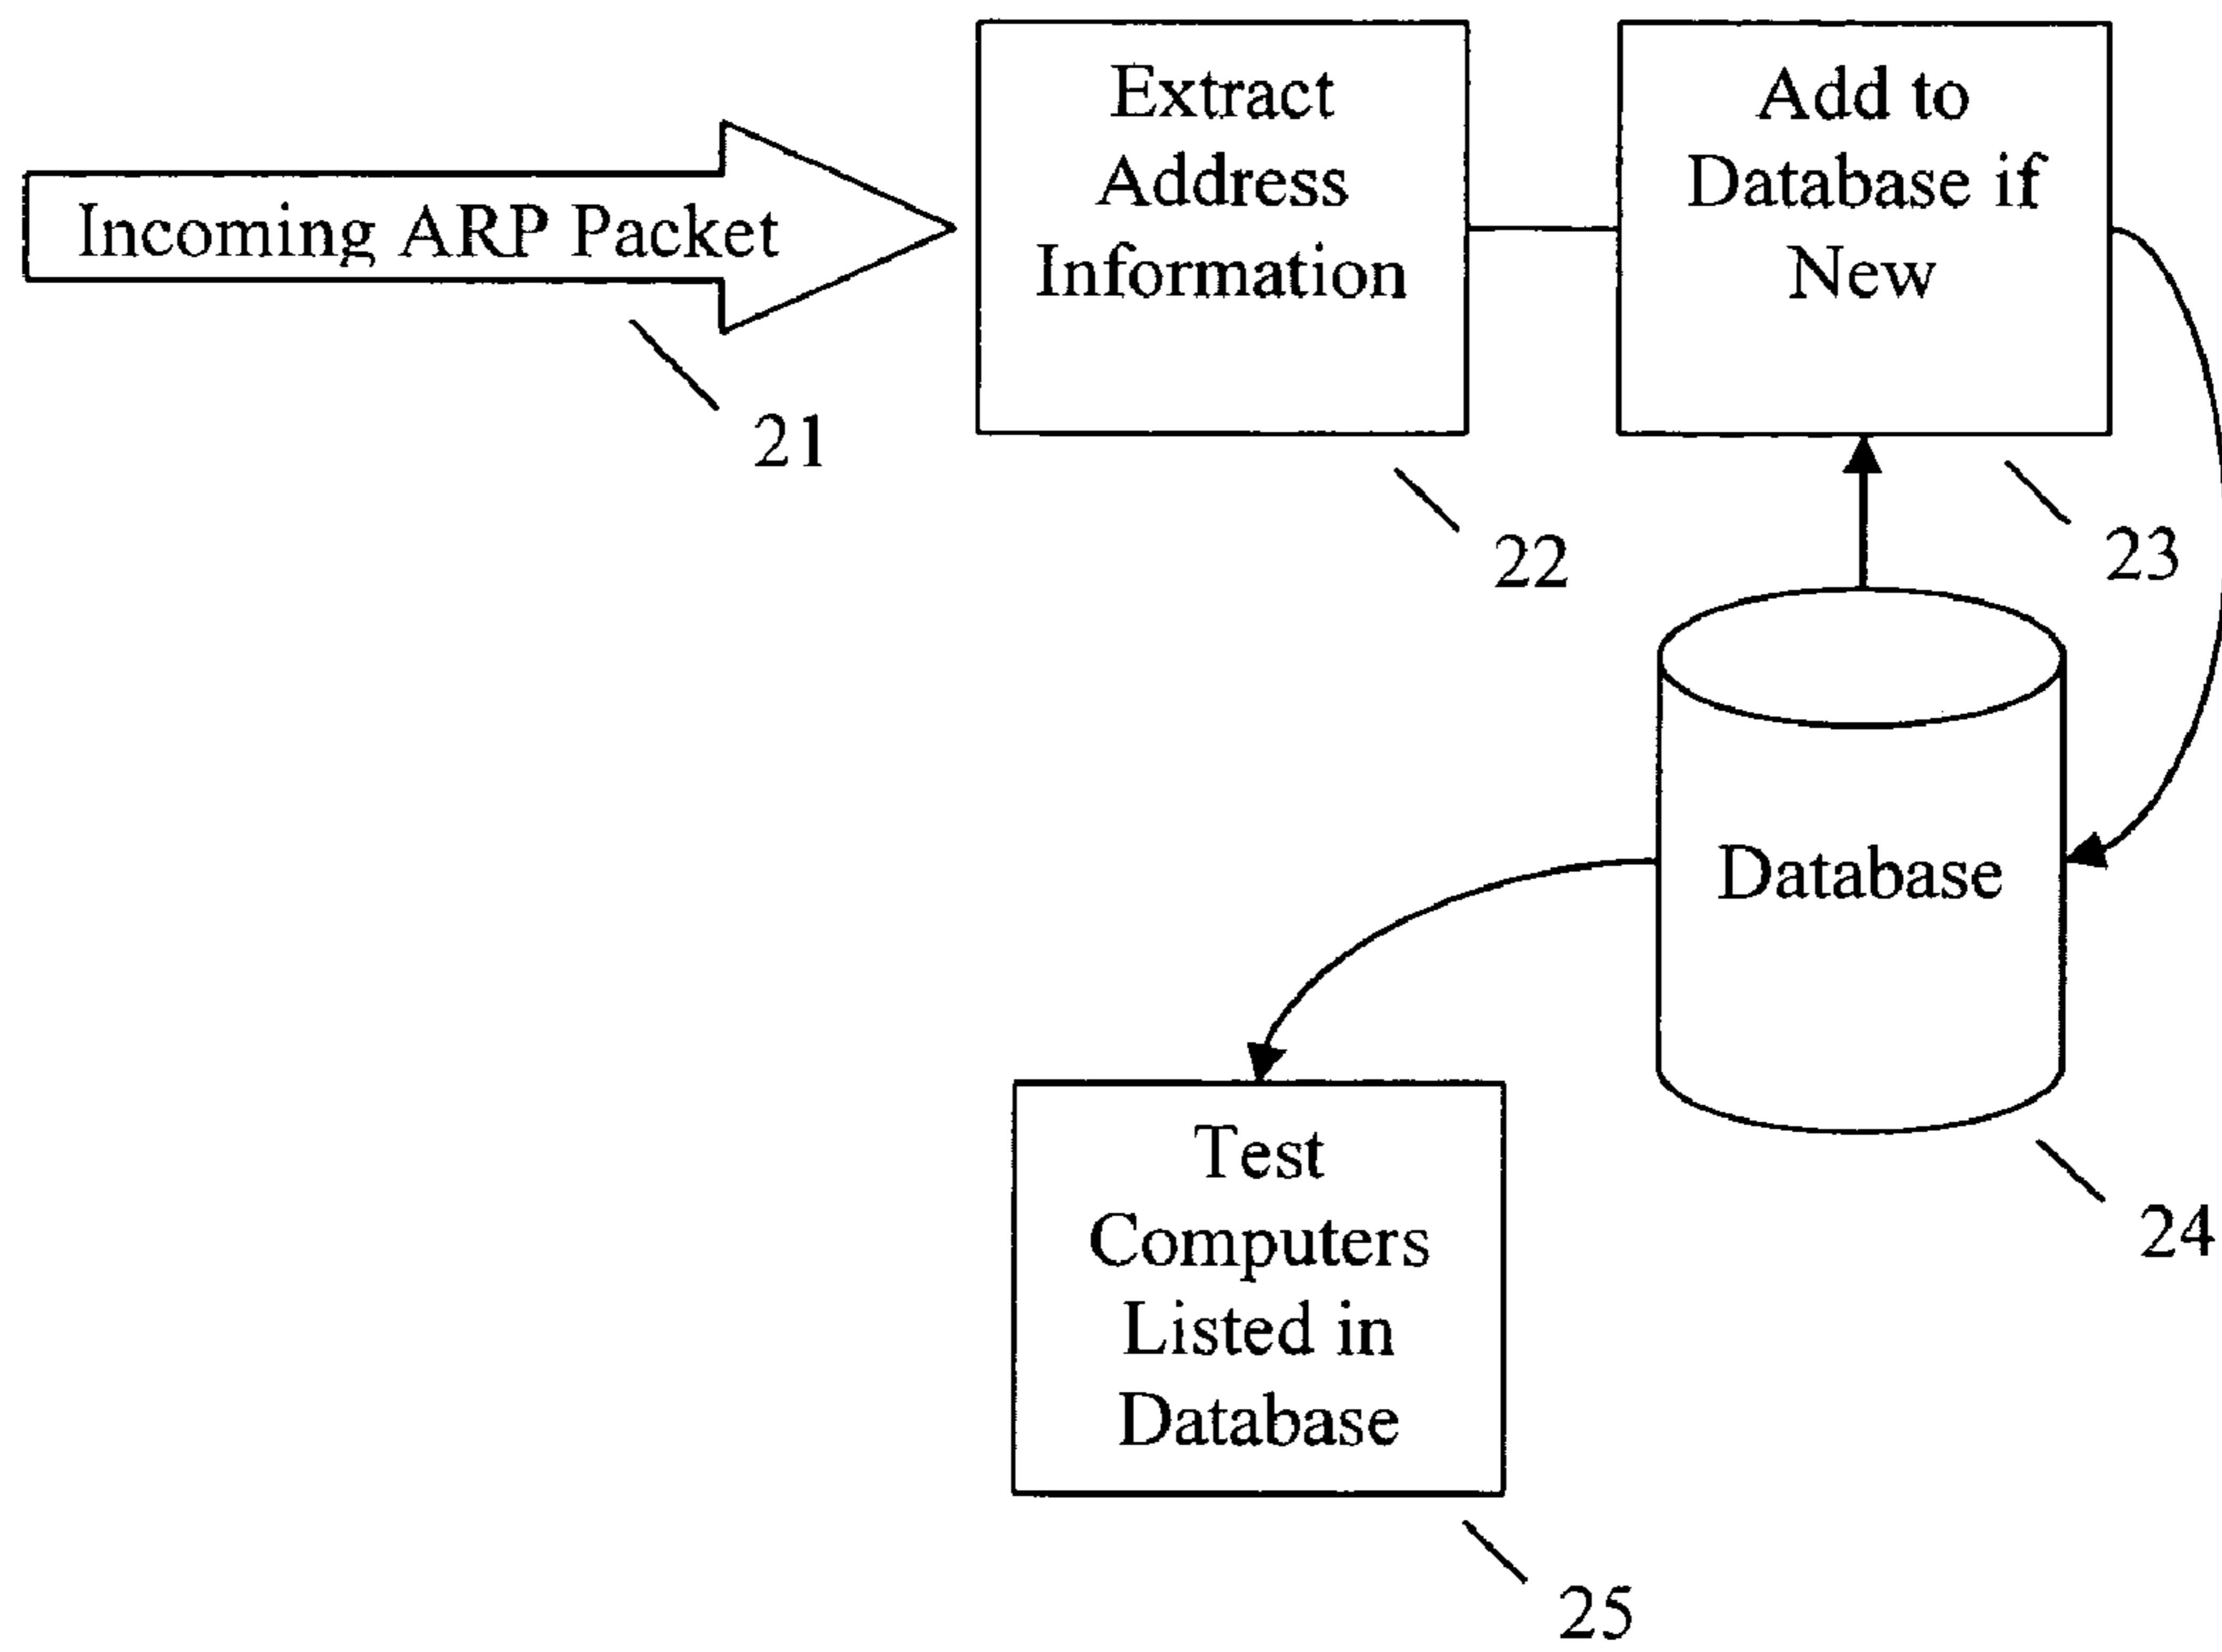 Incoming ARP Packet
21
Extract
Address
Information
22
Add to
Database if
New
23
Database
24
Test
Computers
Listed in
Database
25